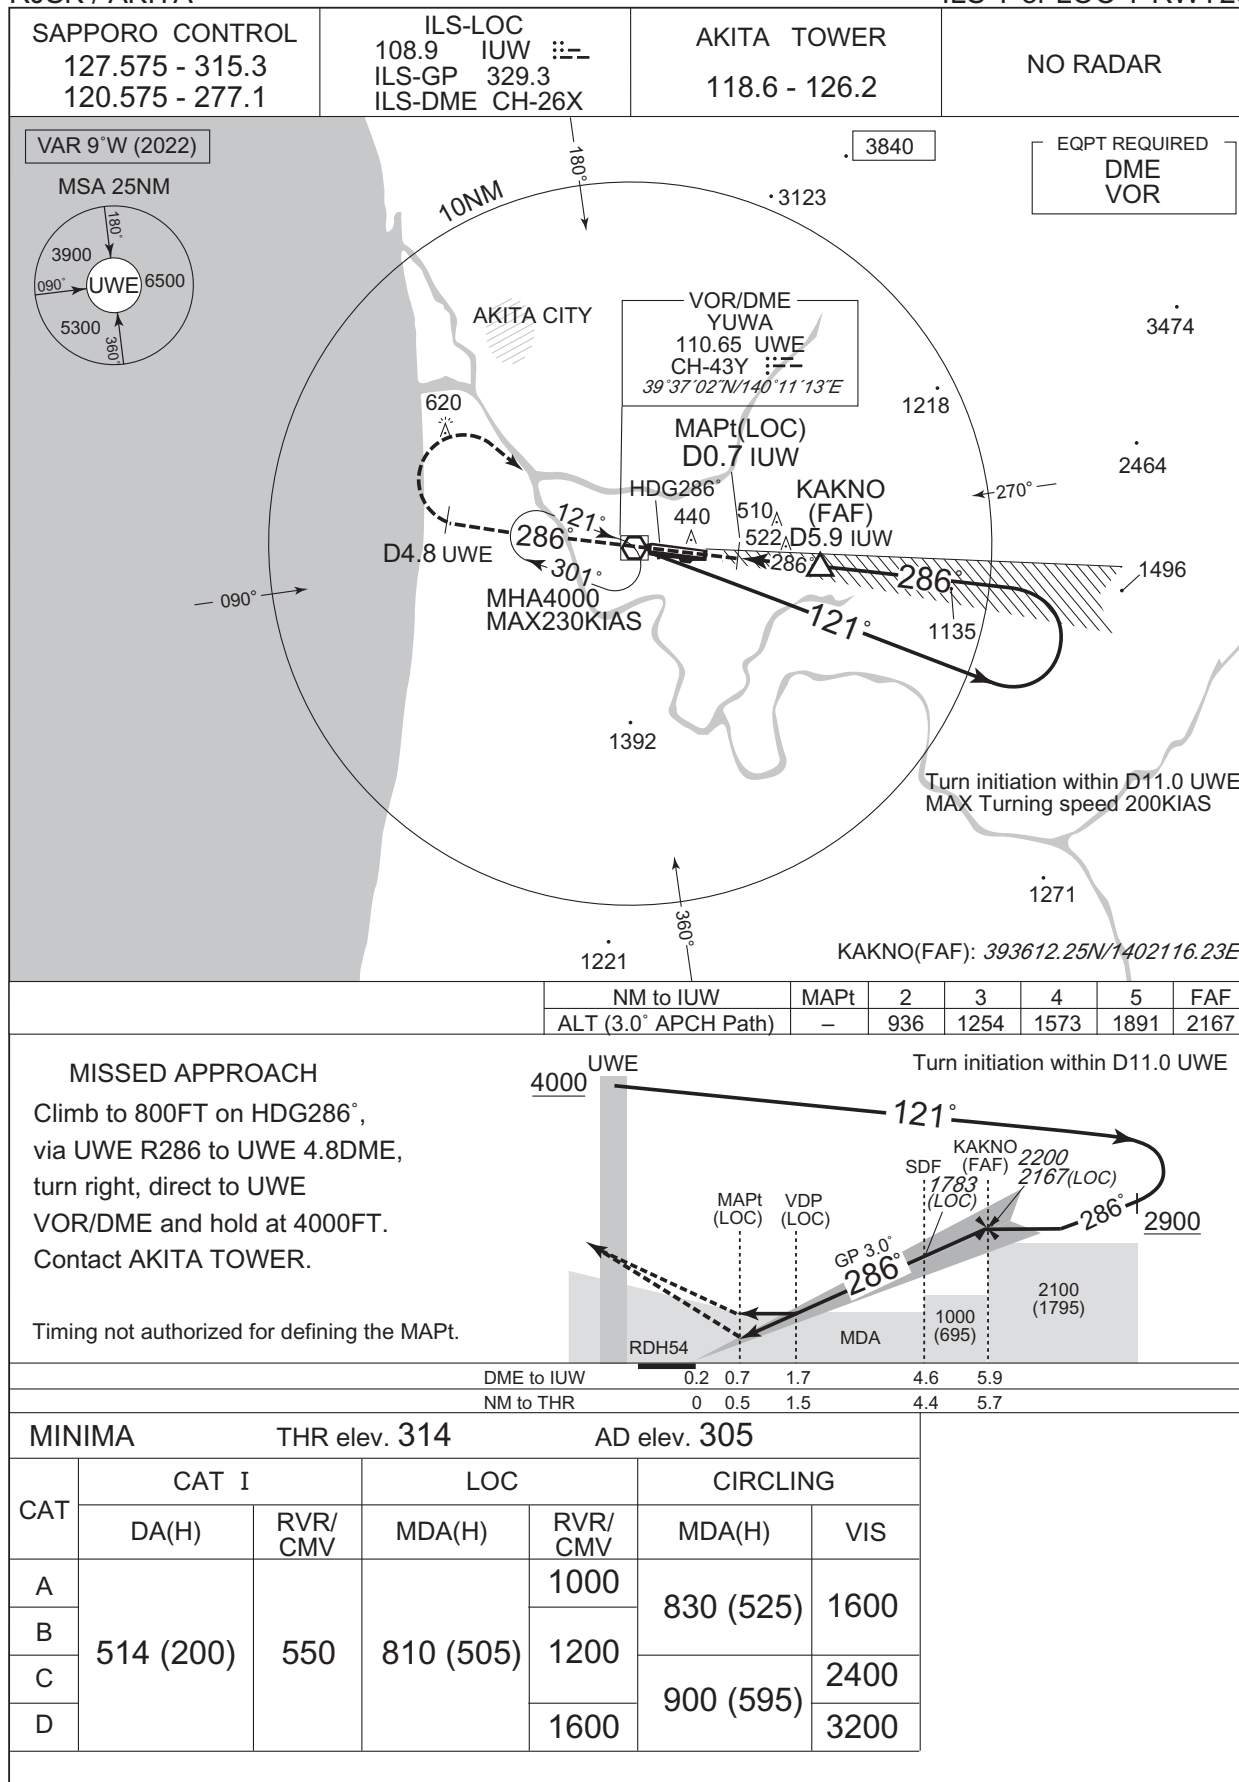 SAPPORO CONTROL
127.575 - 315.3
120.575 - 277.1
ILS-LOC
108.9 IUW
ILS-GP 329.3
ILS-DME CH-26X
AKITA TOWER
118.6 - 126.2
NO RADAR
VAR 9°W (2022)
MSA 25NM
180°
3900
090°
UWE
6500
5300
360°
180°
3840
EQPT REQUIRED
DME
VOR
10NM
3123
AKITA CITY
VOR/DME
YUWA
110.65 UWE
CH-43Y
39°37′02″N/140°11′13″E
3474
620
1218
MAPt(LOC)
D0.7 IUW
2464
HDG286°
KAKNO
(FAF)
D5.9 IUW
270°
440
510
522
121°
286°
D4.8 UWE
301°
286°
286°
1496
090°
MHA4000
MAX230KIAS
121°
1135
1392
Turn initiation within D11.0 UWE
MAX Turning speed 200KIAS
1271
360°
1221
KAKNO(FAF): 393612.25N/1402116.23E
NM to IUW MAPt 2 3 4 5 FAF
ALT (3.0° APCH Path) – 936 1254 1573 1891 2167
MISSED APPROACH
Climb to 800FT on HDG286°,
via UWE R286 to UWE 4.8DME,
turn right, direct to UWE
VOR/DME and hold at 4000FT.
Contact AKITA TOWER.
Timing not authorized for defining the MAPt.
UWE
4000
Turn initiation within D11.0 UWE
121°
KAKNO
(FAF)
2200
2167(LOC)
SDF
1783
(LOC)
MAPt
(LOC)
VDP
(LOC)
286°
2900
GP 3.0°
286°
2100
(1795)
1000
(695)
MDA
RDH54
DME to IUW 0.2 0.7 1.7 4.6 5.9
NM to THR 0 0.5 1.5 4.4 5.7
MINIMA THR elev. 314 AD elev. 305
CAT
CAT I LOC CIRCLING
DA(H) RVR/CMV MDA(H) RVR/CMV MDA(H) VIS
A
B
C
D
514 (200)
550
810 (505)
1000
1200
1600
830 (525)
900 (595)
1600
2400
3200